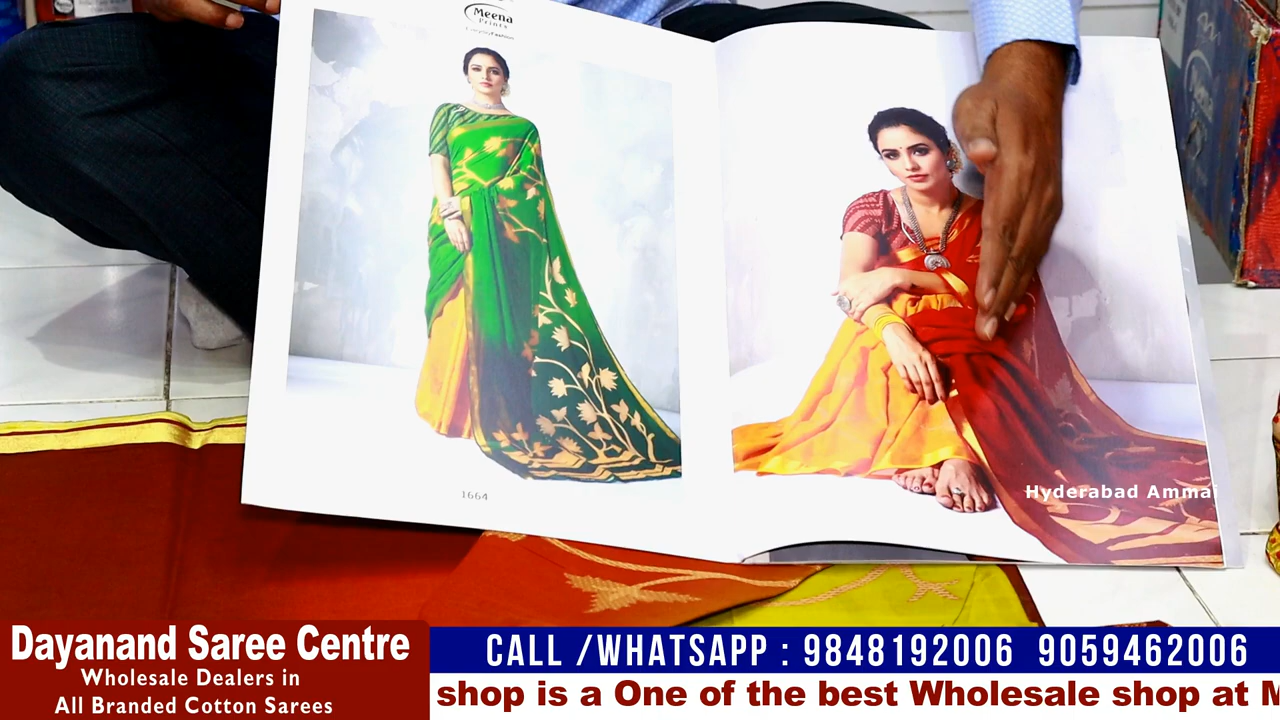 Meena
Prints
1664
Hyderabad Ammai
Dayanand Saree Centre
Wholesale Dealers in
All Branded Cotton Sarees
CALL /WHATSAPP : 9848192006 9059462006
shop is a One of the best Wholesale shop at M